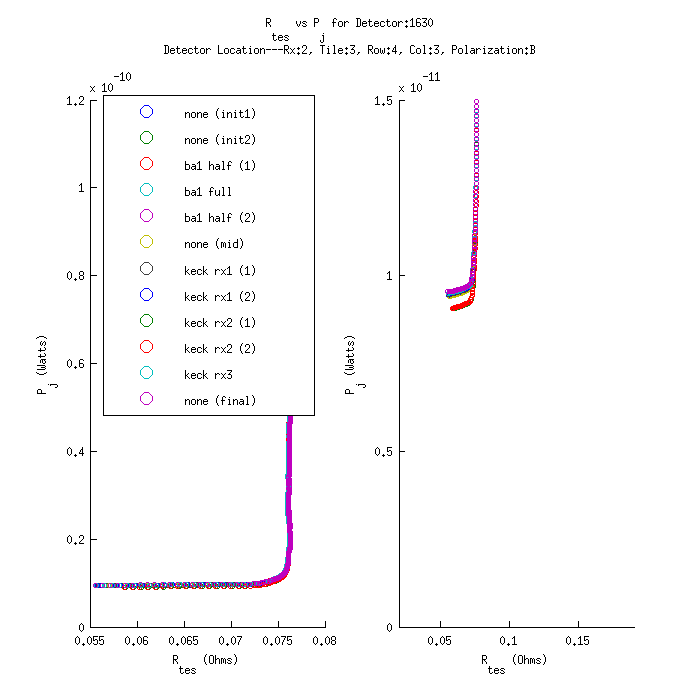 R tes vs P j for Detector:1630
Detector Location---Rx:2, Tile:3, Row:4, Col:3, Polarization:B
x 10^-10
1.2
1
0.8
0.6
0.4
0.2
0
0.055 0.06 0.065 0.07 0.075 0.08
P j (Watts)
R tes (Ohms)
none (init1)
none (init2)
ba1 half (1)
ba1 full
ba1 half (2)
none (mid)
keck rx1 (1)
keck rx1 (2)
keck rx2 (1)
keck rx2 (2)
keck rx3
none (final)
x 10^-11
1.5
1
0.5
0
0.05 0.1 0.15
P j (Watts)
R tes (Ohms)